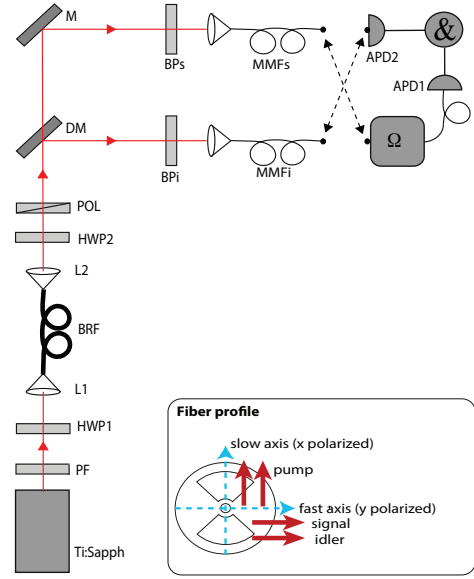 M
BPs
MMFs
APD2
&
APD1
DM
BPi
MMFi
Ω
POL
HWP2
L2
BRF
L1
HWP1
PF
Ti:Sapph
Fiber profile
slow axis (x polarized)
pump
fast axis (y polarized)
signal
idler